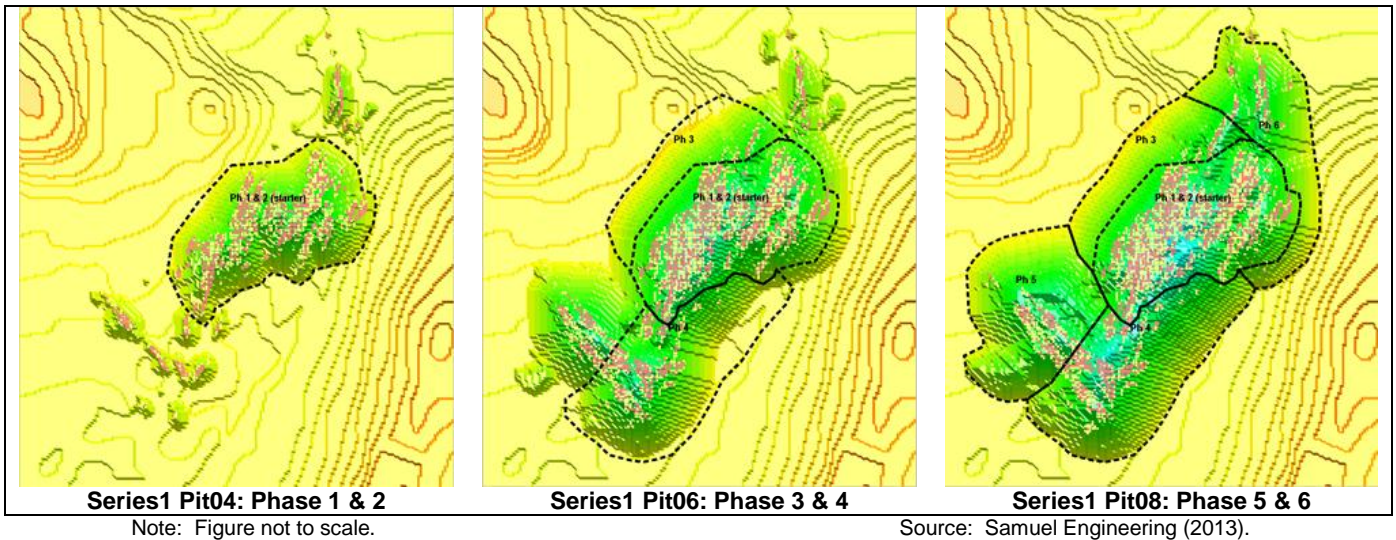 Ph 1 & 2 (starter)
Ph 3
Ph 1 & 2 (starter)
Ph 4
Ph 3
Ph 6
Ph 1 & 2 (starter)
Ph 5
Ph 4
Series1 Pit04: Phase 1 & 2
Series1 Pit06: Phase 3 & 4
Series1 Pit08: Phase 5 & 6
Note: Figure not to scale.
Source: Samuel Engineering (2013).